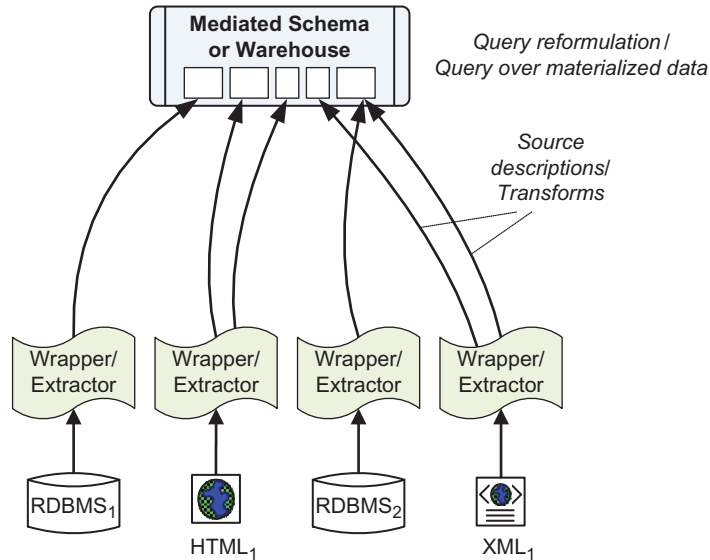 Mediated Schema
or Warehouse
Query reformulation/
Query over materialized data
Source
descriptions/
Transforms
Wrapper/
Extractor
Wrapper/
Extractor
Wrapper/
Extractor
Wrapper/
Extractor
RDBMS1
HTML1
RDBMS2
XML1